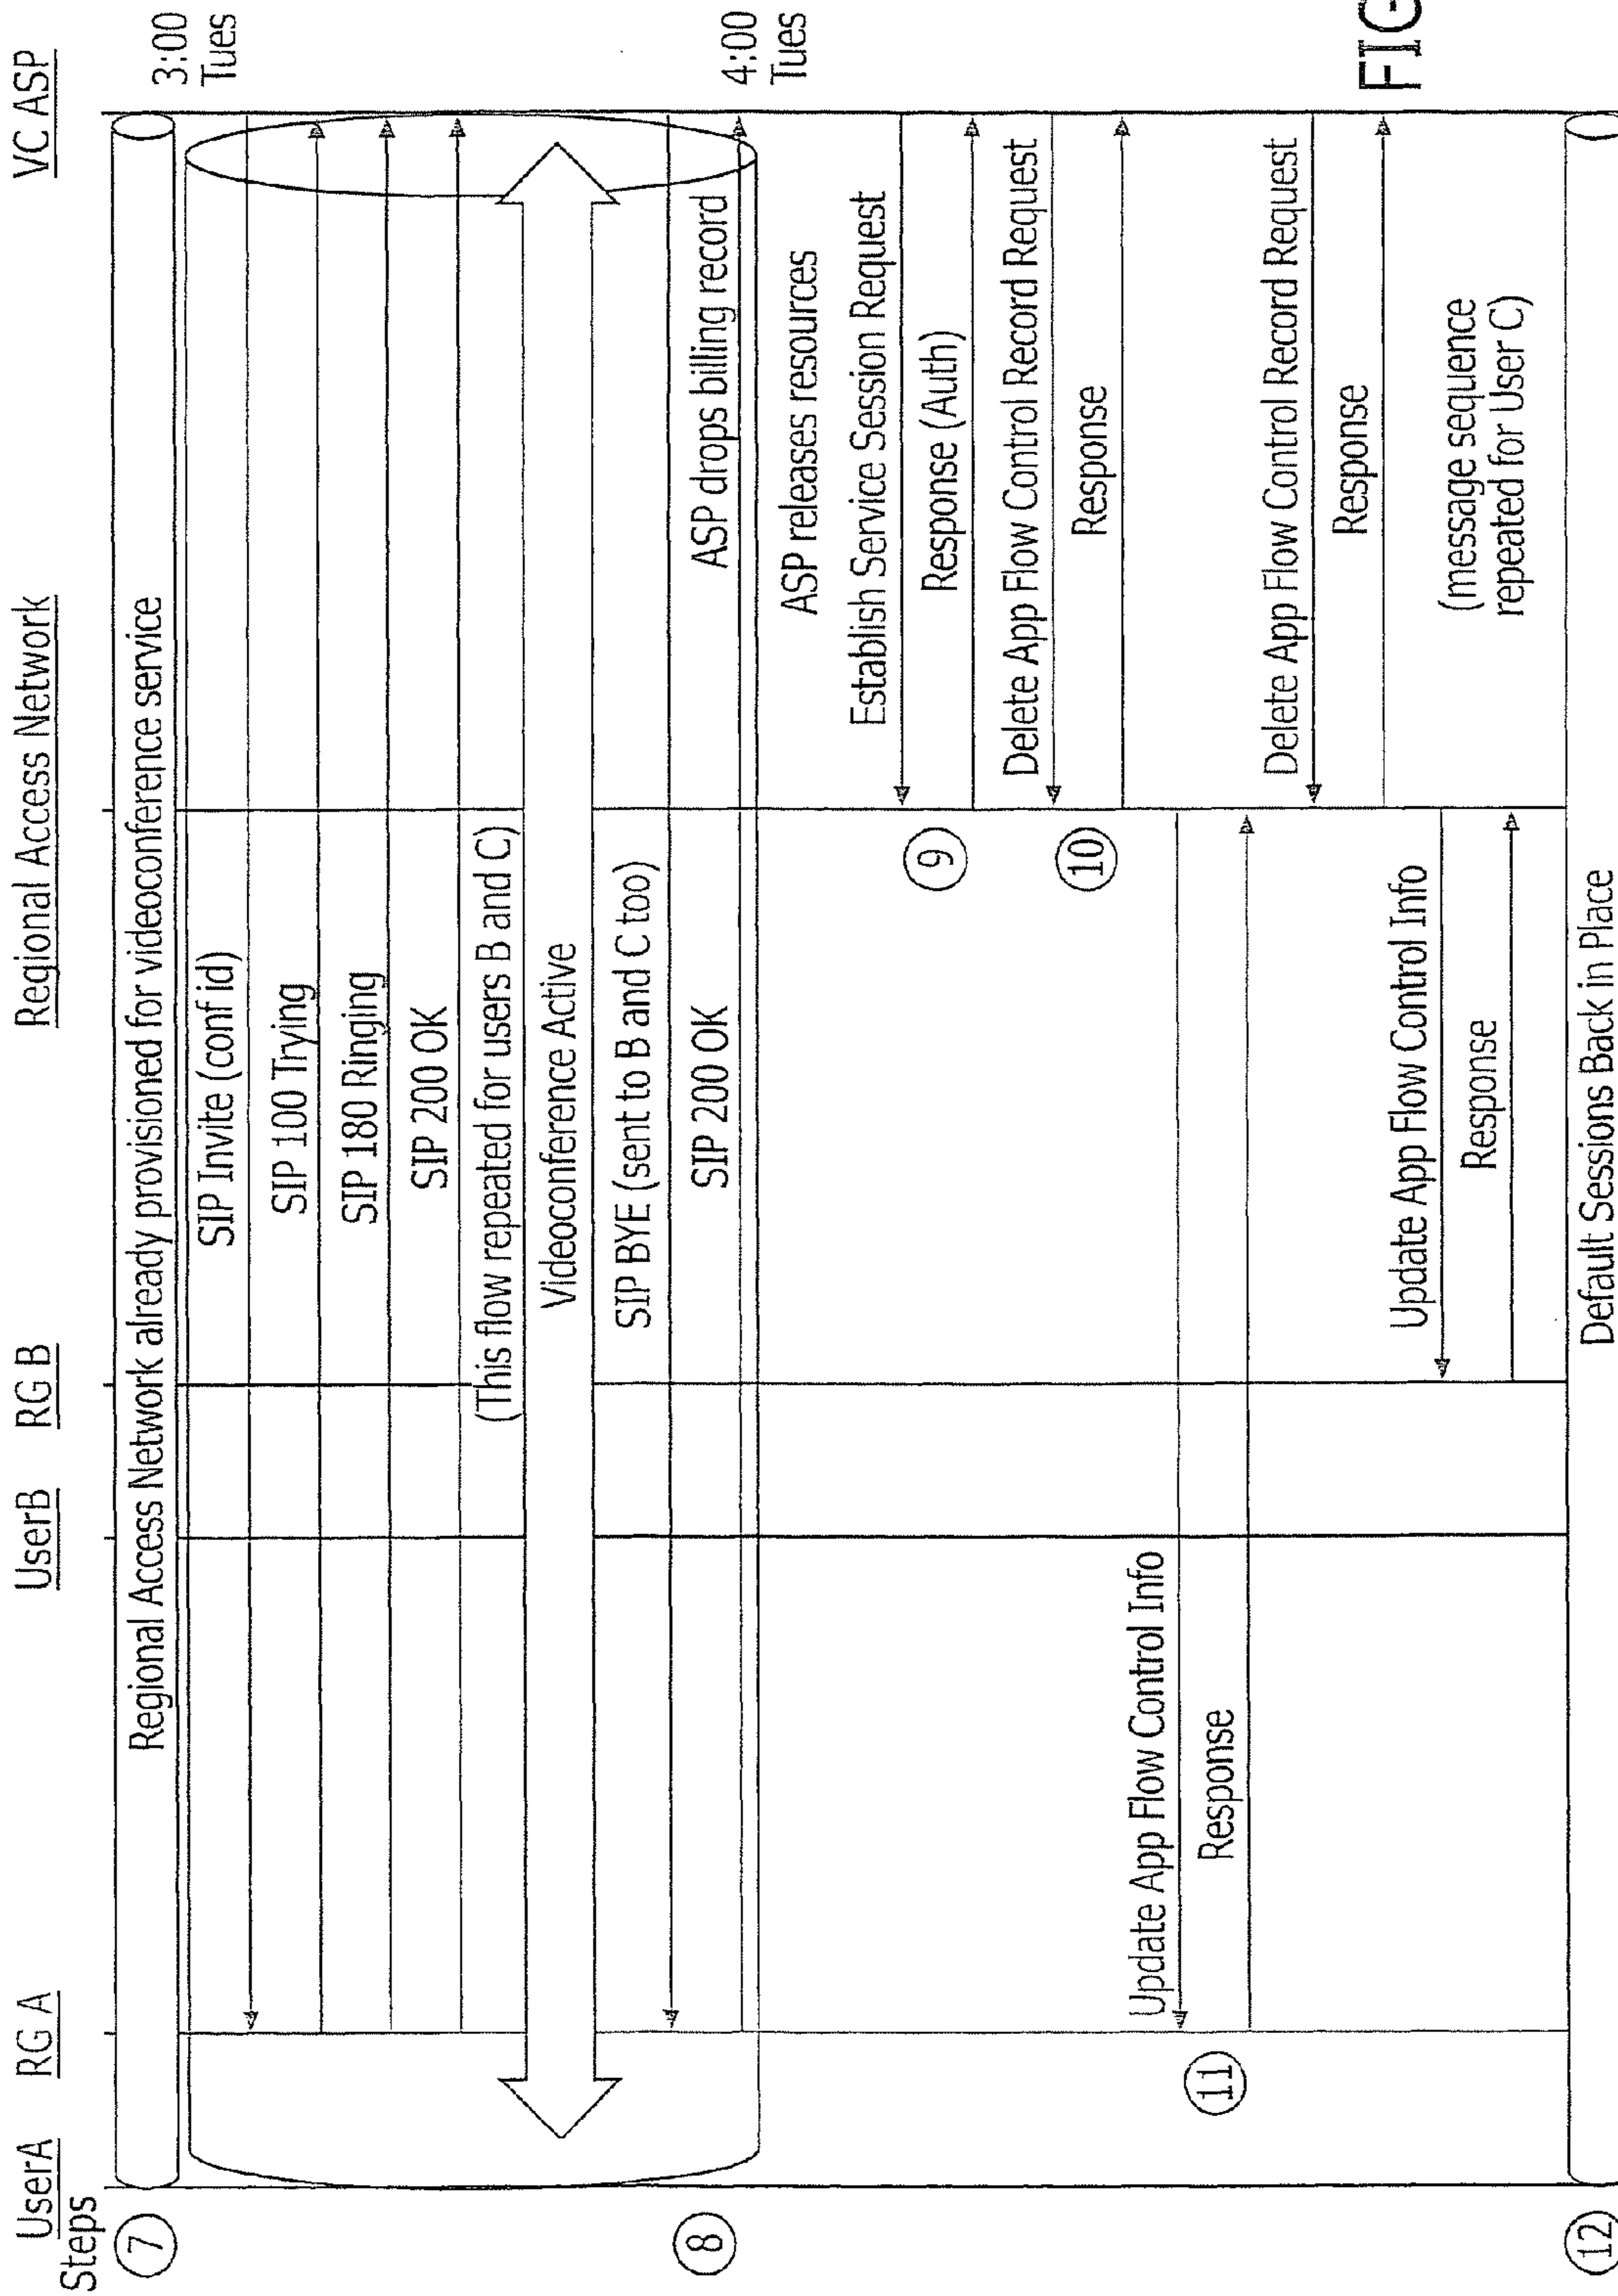 UserA
RG A
UserB
RG B
Regional Access Network
VC ASP
Steps
7
Regional Access Network already provisioned for videoconference service
3:00
Tues
SIP Invite (conf id)
SIP 100 Trying
SIP 180 Ringing
SIP 200 OK
(This flow repeated for users B and C)
Videoconference Active
8
SIP BYE (sent to B and C too)
SIP 200 OK
ASP drops billing record
4:00
Tues
ASP releases resources
Establish Service Session Request
9
Response (Auth)
Delete App Flow Control Record Request
10
Response
Update App Flow Control Info
11
Response
Delete App Flow Control Record Request
Response
Update App Flow Control Info
Response
(message sequence
repeated for User C)
12
Default Sessions Back in Place